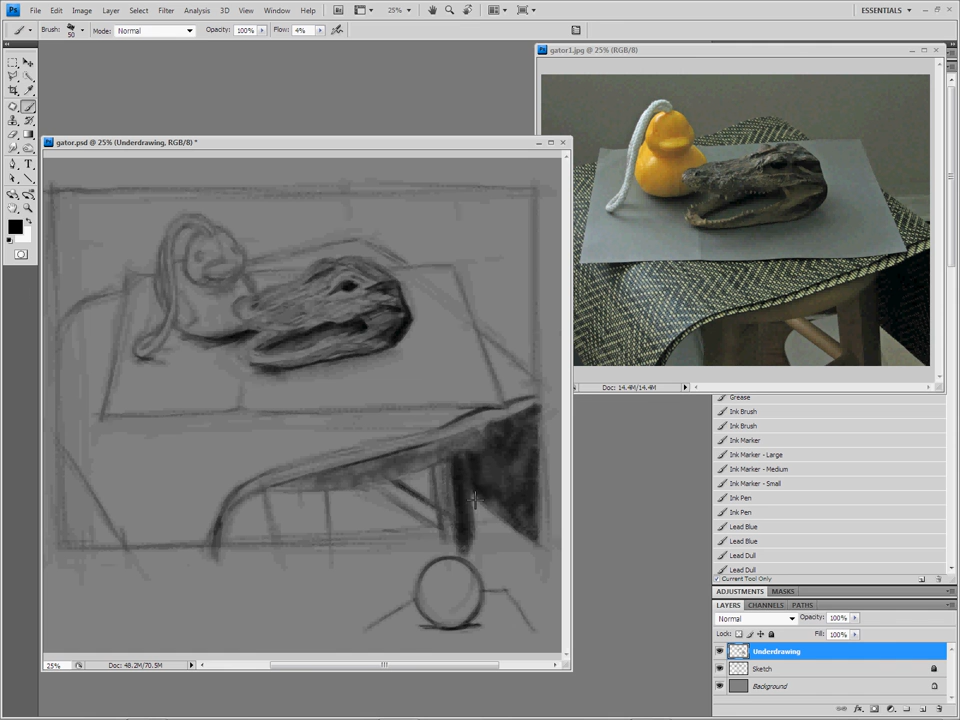 Ps File Edit Image Layer Select Filter Analysis 3D View Window Help Br 25% ESSENTIALS
Brush: 50 Mode: Normal Opacity: 100% Flow: 4%
gator1.jpg @ 25% (RGB/8)
gator.psd @ 25% (Underdrawing, RGB/8) *
Doc: 14.4M/14.4M
Grease
Ink Brush
Ink Brush
Ink Marker
Ink Marker - Large
Ink Marker - Medium
Ink Marker - Small
Ink Pen
Ink Pen
Lead Blue
Lead Blue
Lead Dull
Lead Dull
Current Tool Only
ADJUSTMENTS MASKS
LAYERS CHANNELS PATHS
Normal Opacity: 100%
Lock: Fill: 100%
Underdrawing
Sketch
Background
25% Doc: 48.2M/70.5M